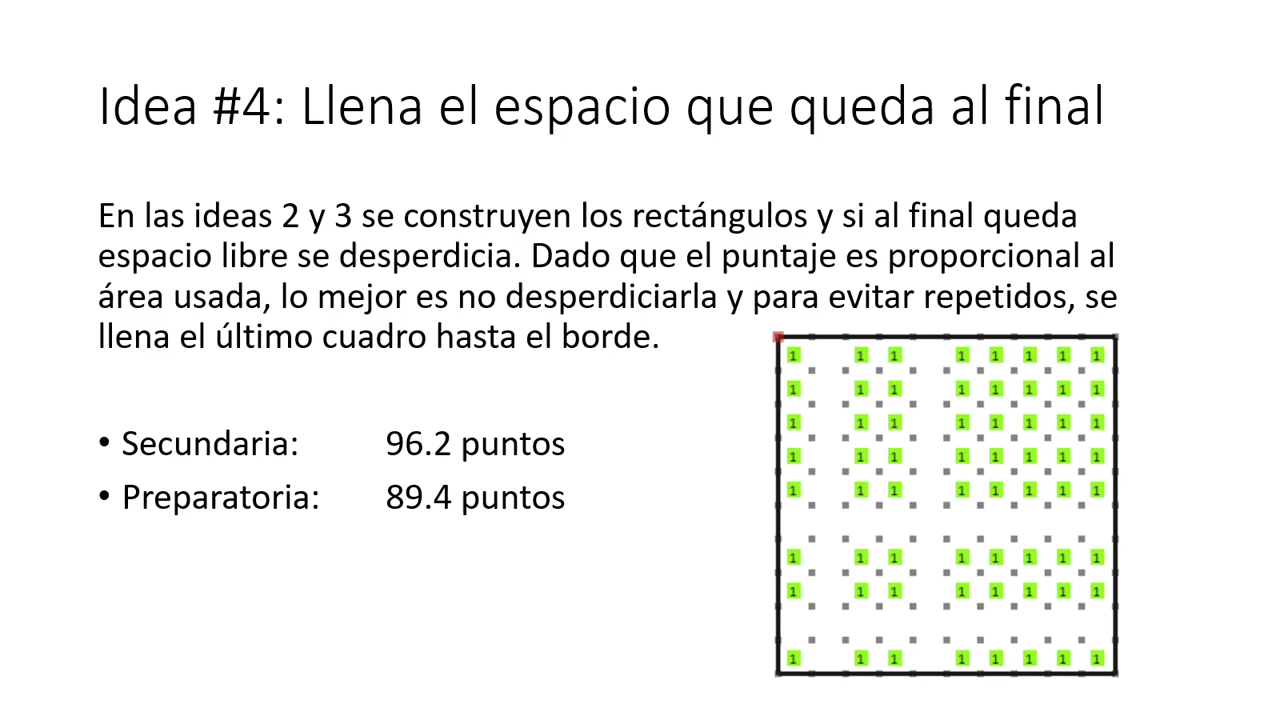 Idea #4: Llena el espacio que queda al final
En las ideas 2 y 3 se construyen los rectángulos y si al final queda
espacio libre se desperdicia. Dado que el puntaje es proporcional al
área usada, lo mejor es no desperdiciarla y para evitar repetidos, se
llena el último cuadro hasta el borde.
• Secundaria: 96.2 puntos
• Preparatoria: 89.4 puntos
1 1 1 1 1 1 1 1
1 1 1 1 1 1 1 1
1 1 1 1 1 1 1 1
1 1 1 1 1 1 1 1
1 1 1 1 1 1 1 1
1 1 1 1 1 1 1 1
1 1 1 1 1 1 1 1
1 1 1 1 1 1 1 1